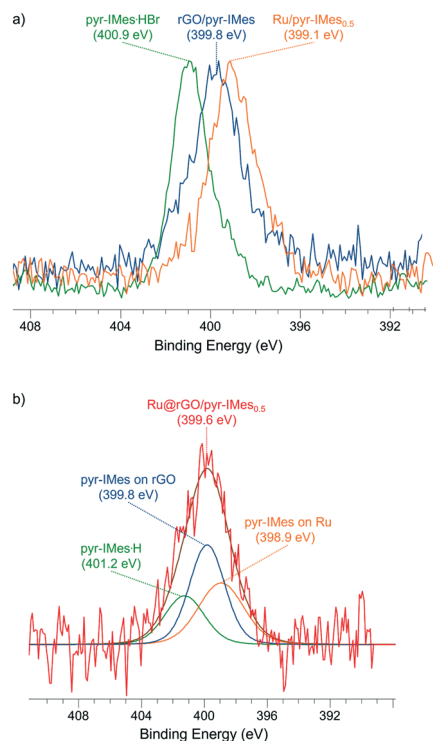 a)
pyr-IMes·HBr
(400.9 eV)
rGO/pyr-IMes
(399.8 eV)
Ru/pyr-IMes0.5
(399.1 eV)
408 404 400 396 392
Binding Energy (eV)
b)
Ru@rGO/pyr-IMes0.5
(399.6 eV)
pyr-IMes on rGO
(399.8 eV)
pyr-IMes on Ru
(398.9 eV)
pyr-IMes·H
(401.2 eV)
408 404 400 396 392
Binding Energy (eV)